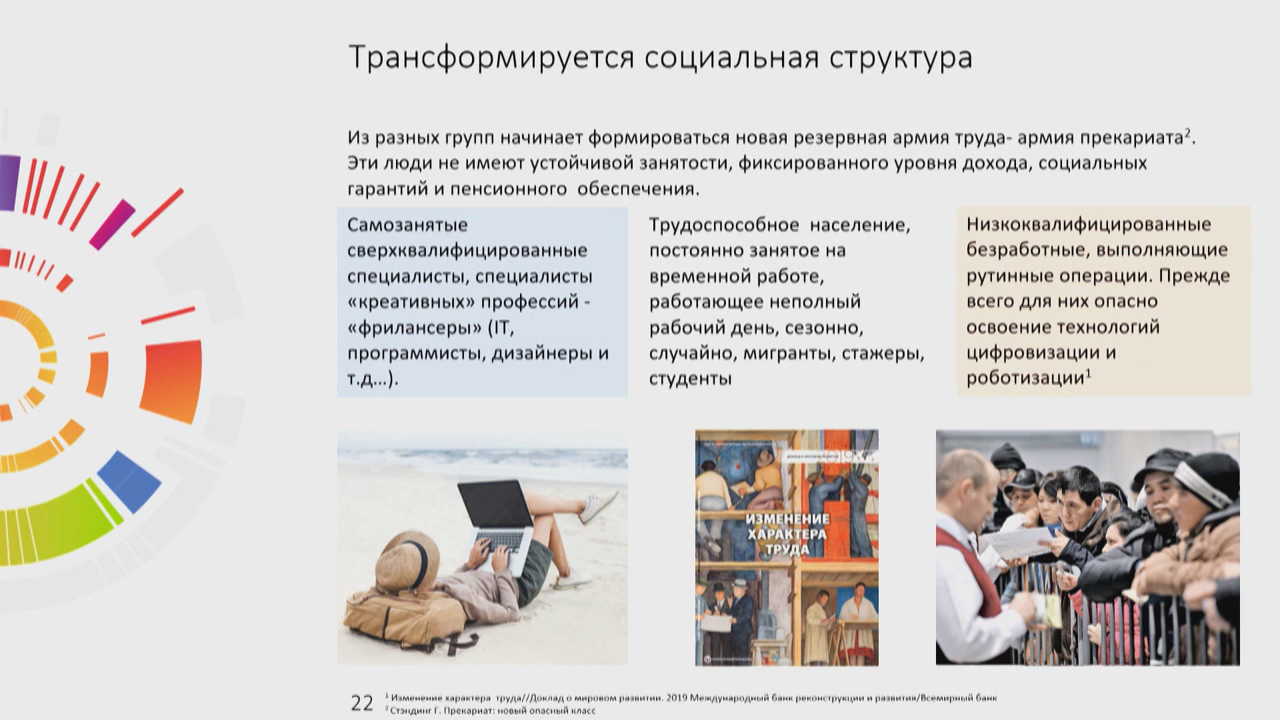 Трансформируется социальная структура
Из разных групп начинает формироваться новая резервная армия труда- армия прекариата².
Эти люди не имеют устойчивой занятости, фиксированного уровня дохода, социальных
гарантий и пенсионного обеспечения.
Самозанятые
сверхквалифицированные
специалисты, специалисты
«креативных» профессий -
«фрилансеры» (IT,
программисты, дизайнеры и
т.д...).
Трудоспособное население,
постоянно занятое на
временной работе,
работающее неполный
рабочий день, сезонно,
случайно, мигранты, стажеры,
студенты
Низкоквалифицированные
безработные, выполняющие
рутинные операции. Прежде
всего для них опасно
освоение технологий
цифровизации и
роботизации¹
ИЗМЕНЕНИЕ
ХАРАКТЕРА
ТРУДА
22
¹ Изменение характера труда//Доклад о мировом развитии. 2019 Международный банк реконструкции и развития/Всемирный банк
² Стэндинг Г. Прекариат: новый опасный класс